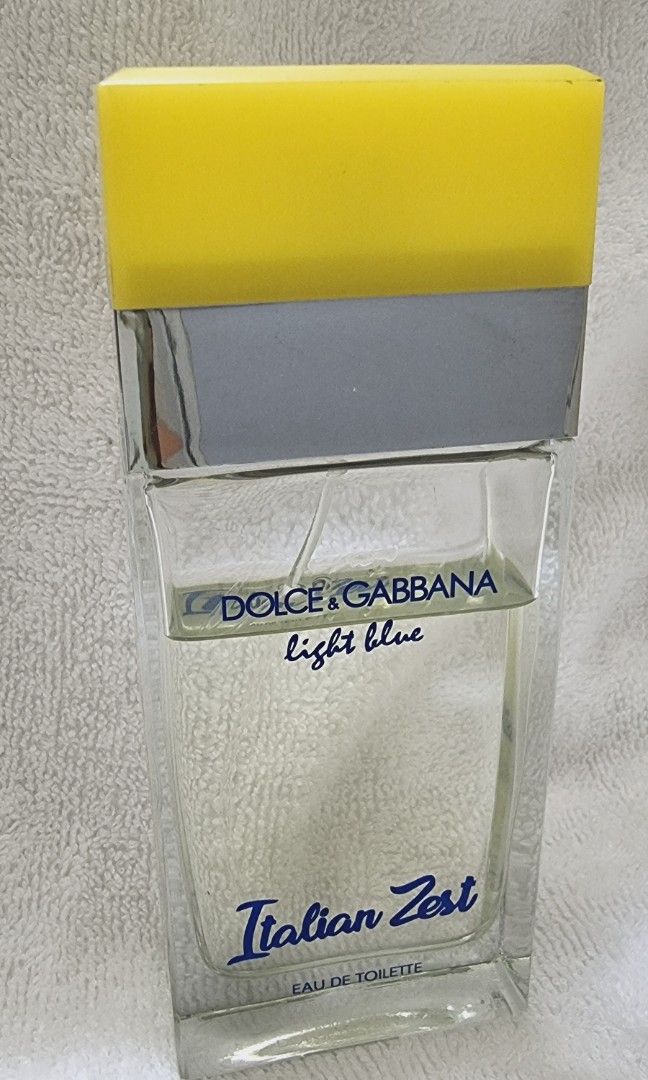 DOLCE & GABBANA
light blue
Italian Zest
EAU DE TOILETTE